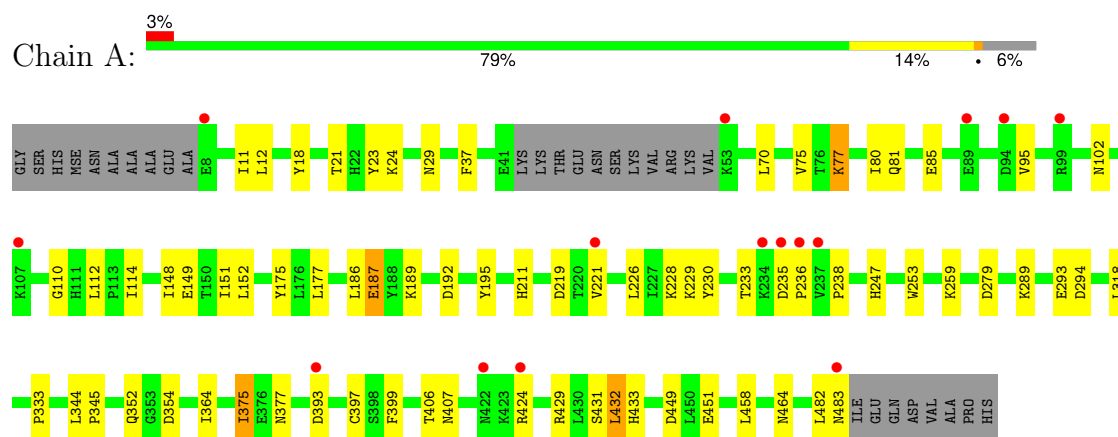 3%
Chain A:
79% 14% • 6%
GLY SER HIS MSE ASN ALA ALA ALA GLU ALA E8 I11 L12 Y18 T21 H22 Y23 K24 N29 F37 E41 LYS LYS THR GLU ASN SER LYS VAL ARG LYS VAL K53 L70 V75 T76 K77 I80 Q81 E85 E89 D94 V95 R99 N102
K107 G110 H111 L112 P113 I114 I148 E149 T150 I151 L152 Y175 L176 L177 L186 E187 Y188 K189 D192 Y195 H211 D219 T220 V221 L226 I227 K228 K229 Y230 T233 K234 D235 P236 V237 P238 H247 W253 K259 D279 K289 E293 D294 L318
P333 L344 P345 Q352 G353 D354 I364 I375 E376 N377 D393 C397 S398 F399 T406 N407 N422 K423 R424 R429 L430 S431 L432 H433 D449 L450 E451 L458 N464 L482 N483 ILE GLU GLN ASP VAL ALA PRO HIS